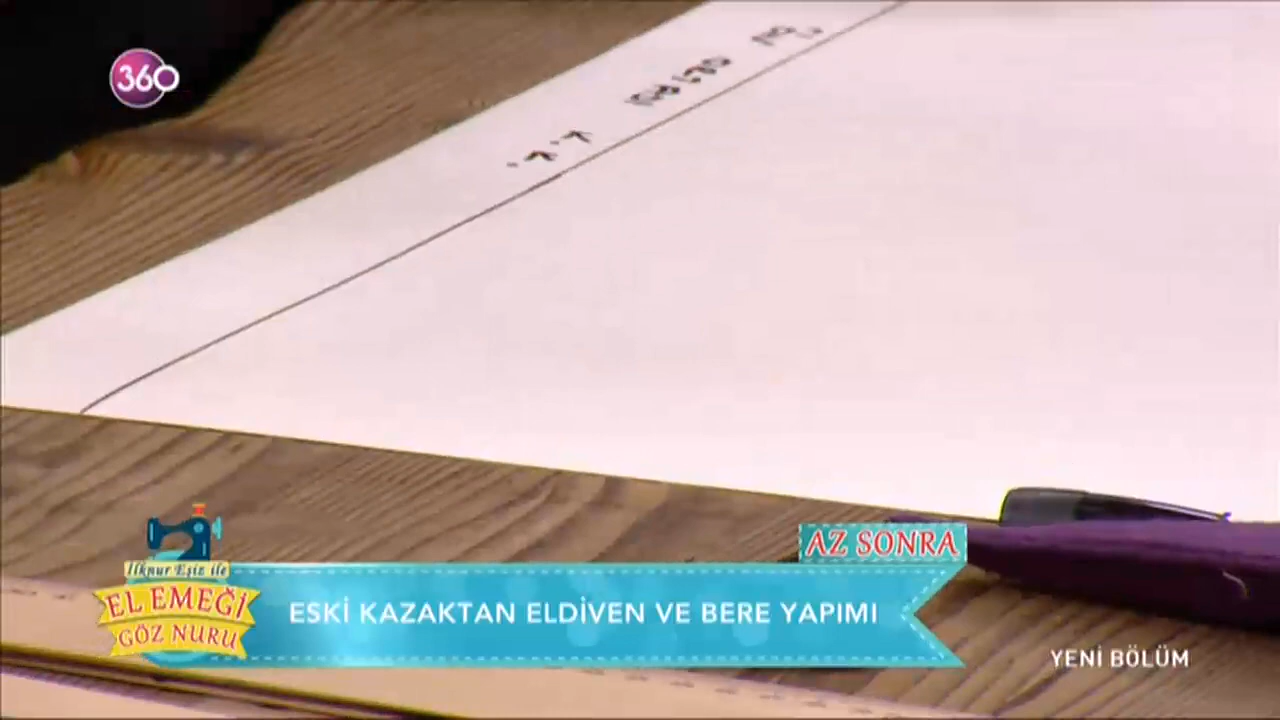 360
AZ SONRA
İlknur Eşiz ile
EL EMEĞİ
GÖZ NURU
ESKİ KAZAKTAN ELDİVEN VE BERE YAPIMI
YENİ BÖLÜM